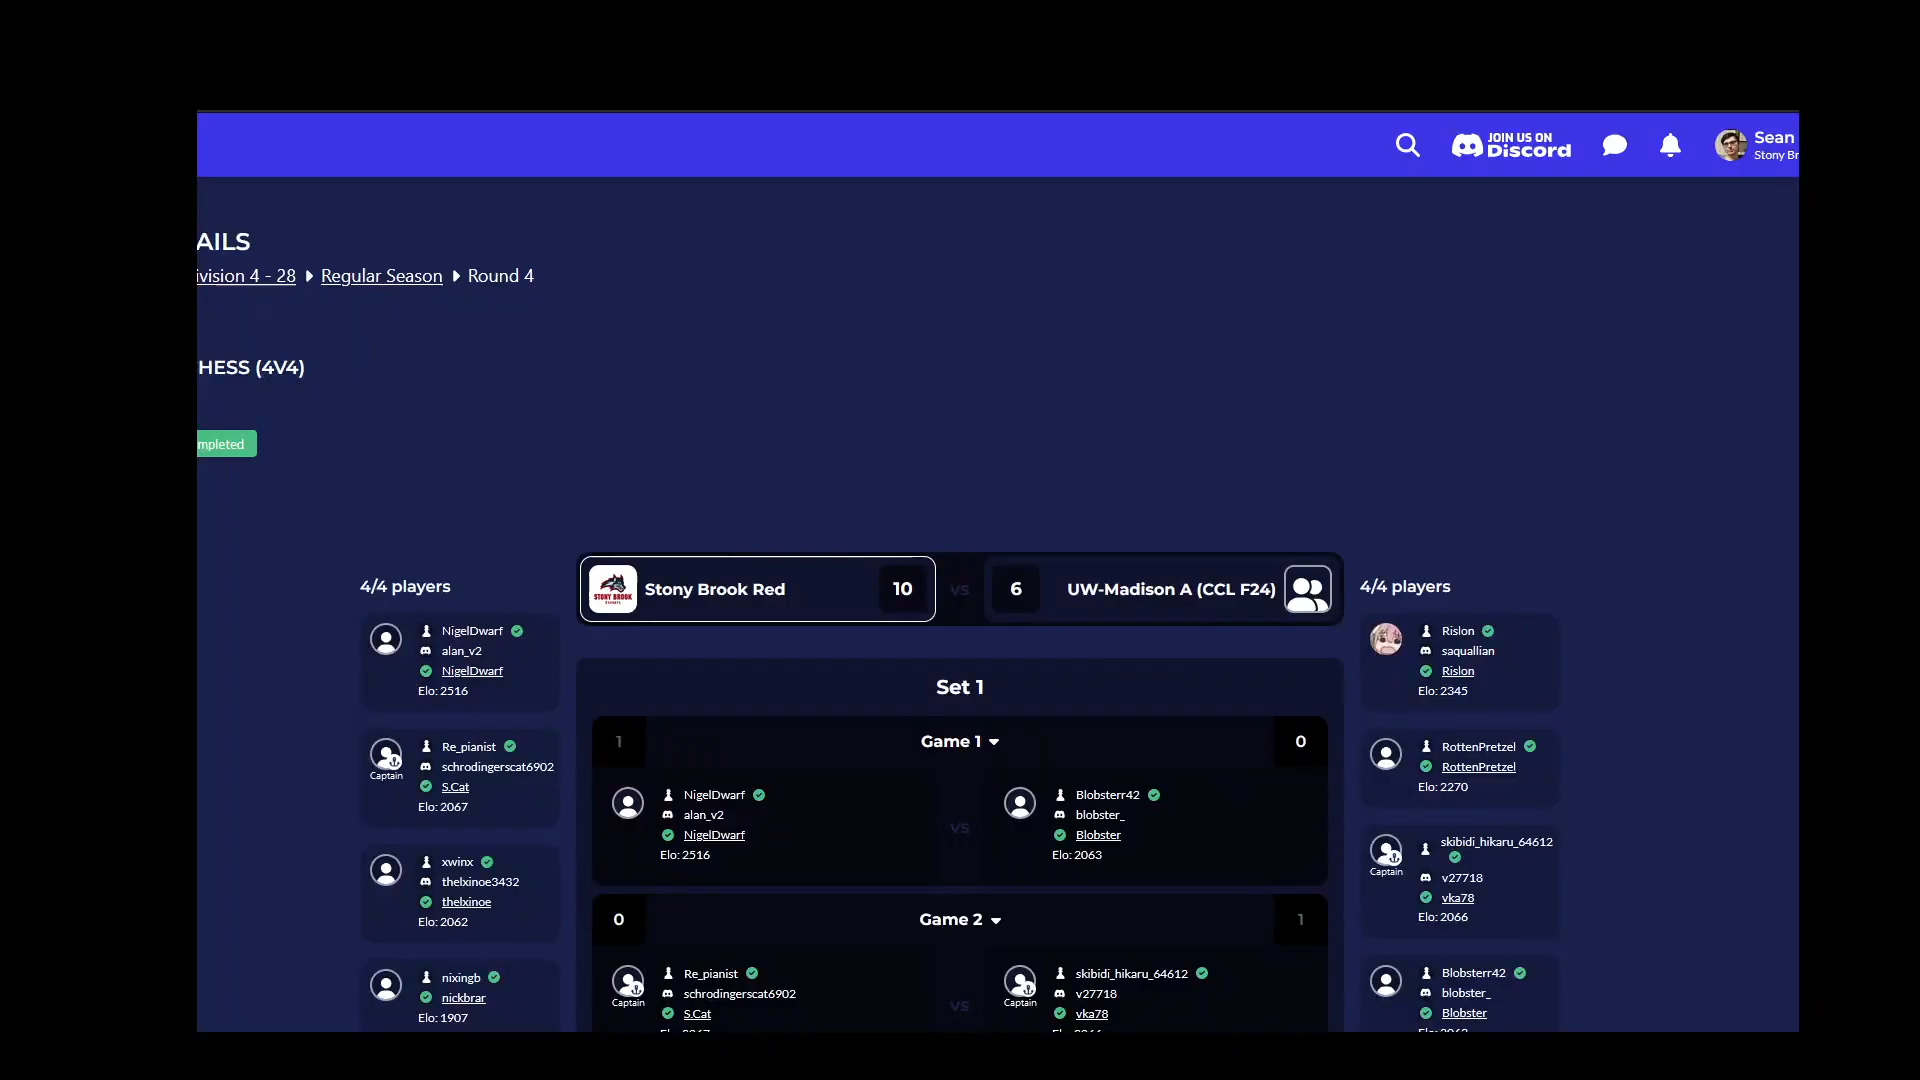 JOIN US ON
Discord
Sean
Stony Br
AILS
ivision 4 - 28 Regular Season Round 4
HESS (4V4)
mpleted
4/4 players
STONY BROOK
Stony Brook Red
10
VS
6
UW-Madison A (CCL F24)
4/4 players
NigelDwarf
alan_v2
NigelDwarf
Elo: 2516
Re_pianist
schrodingerscat6902
S.Cat
Elo: 2067
Captain
xwinx
thelxinoe3432
thelxinoe
Elo: 2062
nixingb
nickbrar
Elo: 1907
Set 1
1
Game 1
0
NigelDwarf
alan_v2
NigelDwarf
Elo: 2516
VS
Blobsterr42
blobster_
Blobster
Elo: 2063
0
Game 2
1
Re_pianist
schrodingerscat6902
S.Cat
Captain
VS
skibidi_hikaru_64612
v27718
vka78
Captain
Rislon
saquallian
Rislon
Elo: 2345
RottenPretzel
RottenPretzel
Elo: 2270
skibidi_hikaru_64612
v27718
vka78
Elo: 2066
Captain
Blobsterr42
blobster_
Blobster